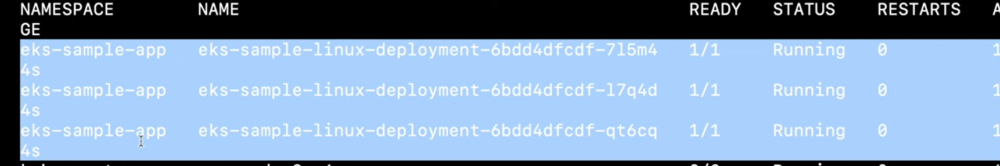 NAMESPACE NAME READY STATUS RESTARTS A
GE
eks-sample-app eks-sample-linux-deployment-6bdd4dfcdf-7l5m4 1/1 Running 0 1
4s
eks-sample-app eks-sample-linux-deployment-6bdd4dfcdf-l7q4d 1/1 Running 0 1
4s
eks-sample-app eks-sample-linux-deployment-6bdd4dfcdf-qt6cq 1/1 Running 0 1
4s